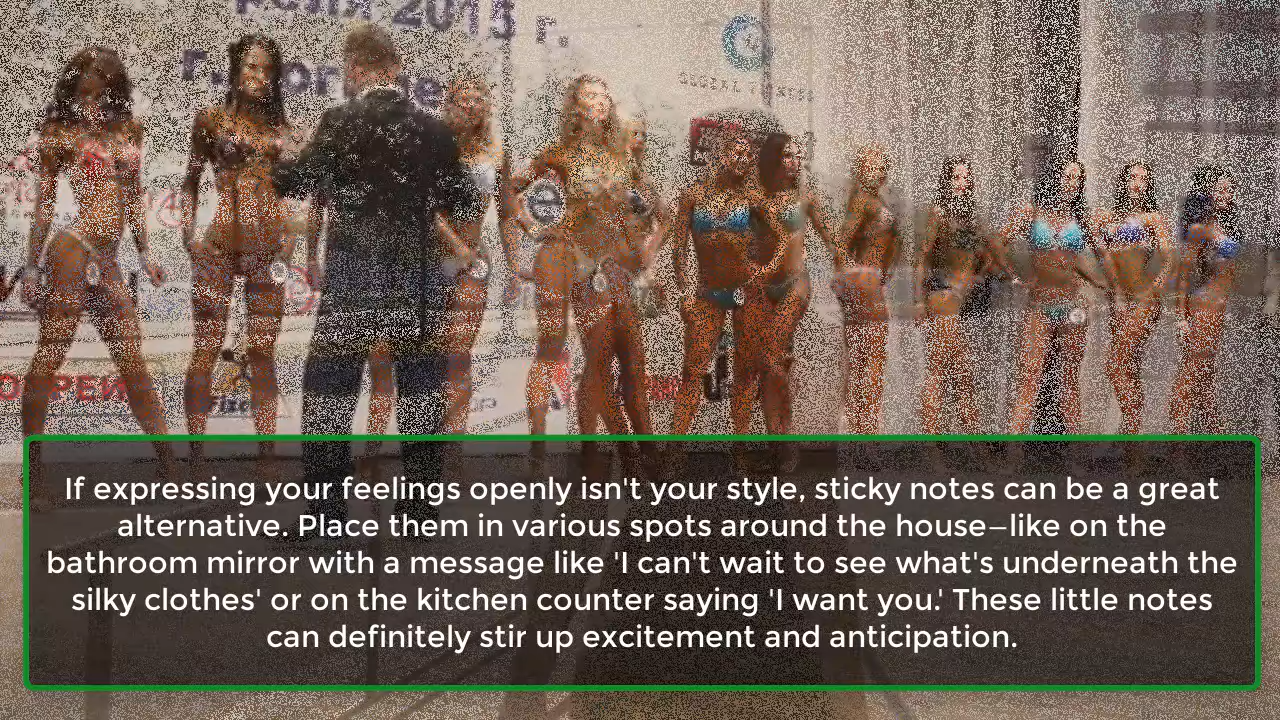 2015 г.
If expressing your feelings openly isn't your style, sticky notes can be a great
alternative. Place them in various spots around the house—like on the
bathroom mirror with a message like 'I can't wait to see what's underneath the
silky clothes' or on the kitchen counter saying 'I want you.' These little notes
can definitely stir up excitement and anticipation.